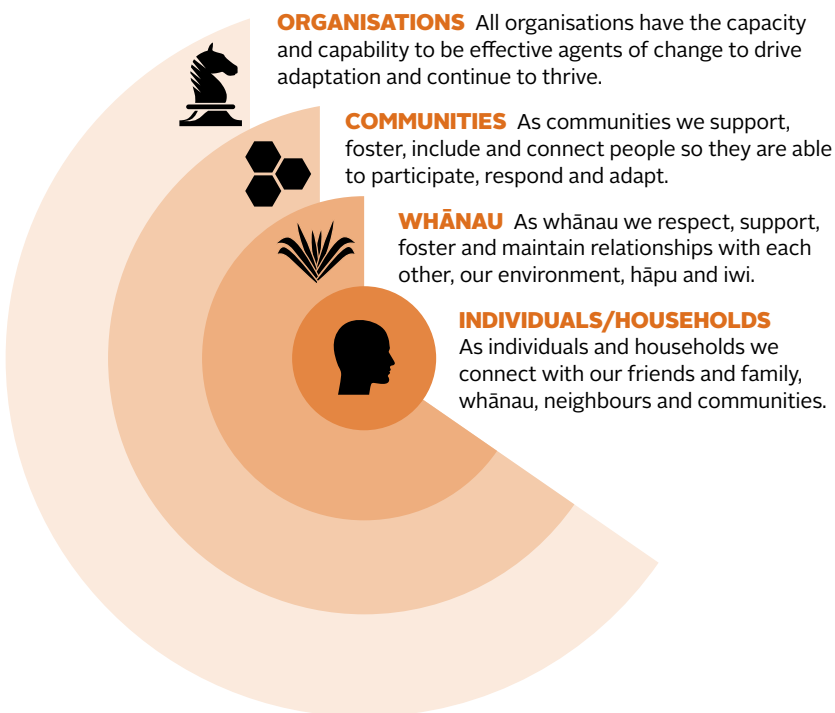 ORGANISATIONS All organisations have the capacity
and capability to be effective agents of change to drive
adaptation and continue to thrive.
COMMUNITIES As communities we support,
foster, include and connect people so they are able
to participate, respond and adapt.
WHĀNAU As whānau we respect, support,
foster and maintain relationships with each
other, our environment, hāpu and iwi.
INDIVIDUALS/HOUSEHOLDS
As individuals and households we
connect with our friends and family,
whānau, neighbours and communities.